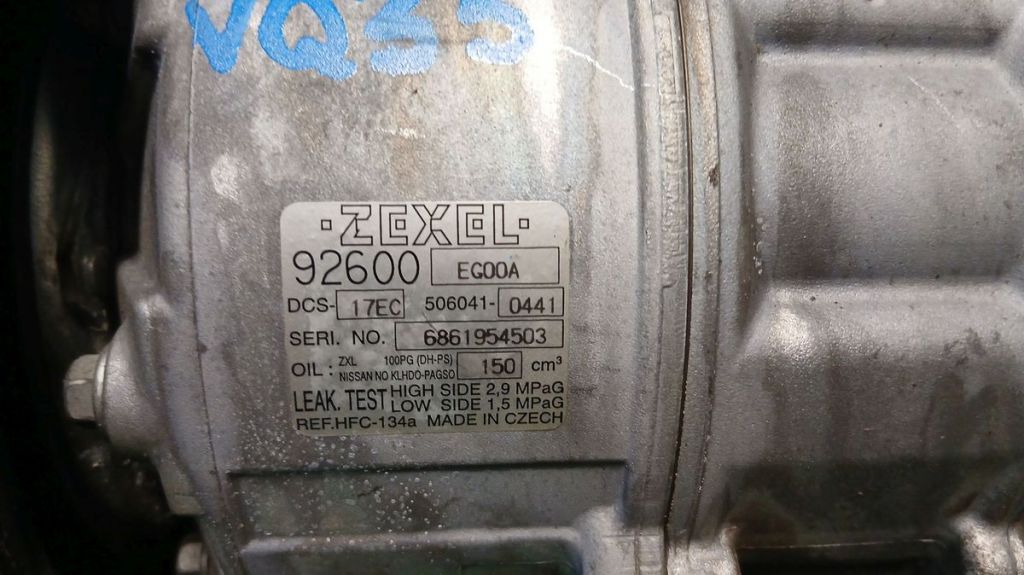 VQ35
·ZEXEL·
92600 EG00A
DCS- 17EC 506041- 0441
SERI. NO. 6861954503
OIL : ZXL 100PG (DH-PS) 150 cm³
NISSAN NO KLHDO-PAGSO
LEAK. TEST HIGH SIDE 2,9 MPaG
LOW SIDE 1,5 MPaG
REF.HFC-134a MADE IN CZECH